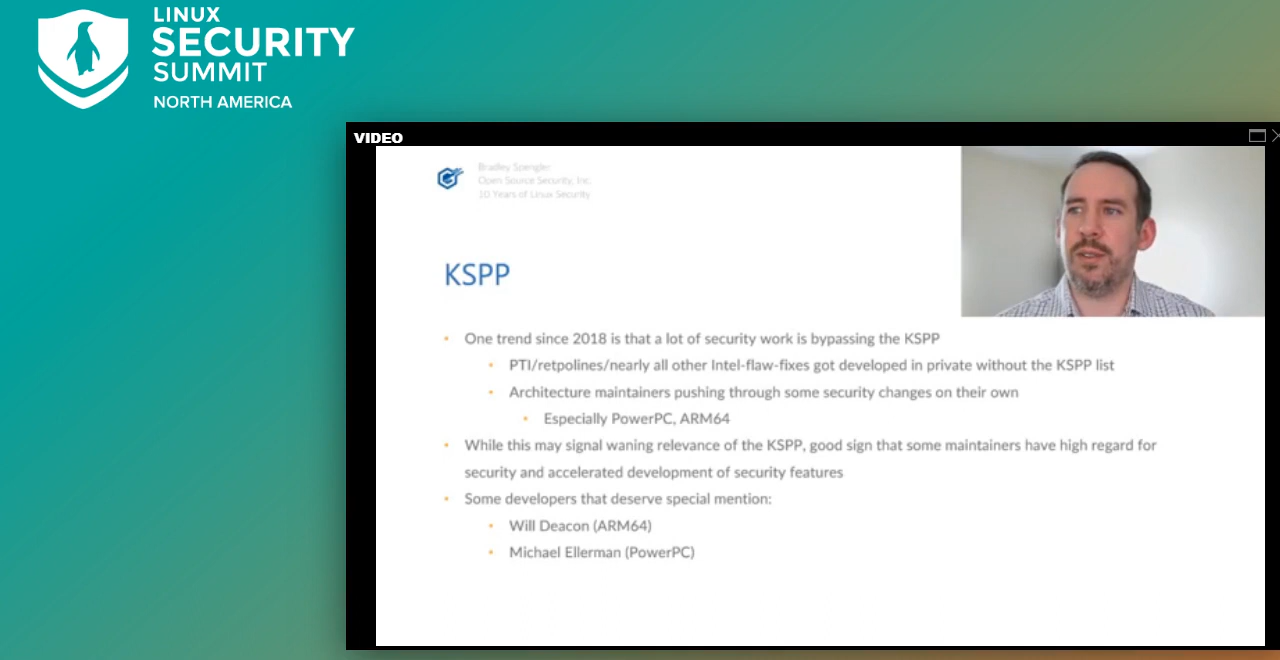 LINUX
SECURITY
SUMMIT
NORTH AMERICA
VIDEO
Bradley Spengler
Open Source Security, Inc.
10 Years of Linux Security
KSPP
One trend since 2018 is that a lot of security work is bypassing the KSPP
PTI/retpolines/nearly all other Intel-flaw-fixes got developed in private without the KSPP list
Architecture maintainers pushing through some security changes on their own
Especially PowerPC, ARM64
While this may signal waning relevance of the KSPP, good sign that some maintainers have high regard for
security and accelerated development of security features
Some developers that deserve special mention:
Will Deacon (ARM64)
Michael Ellerman (PowerPC)